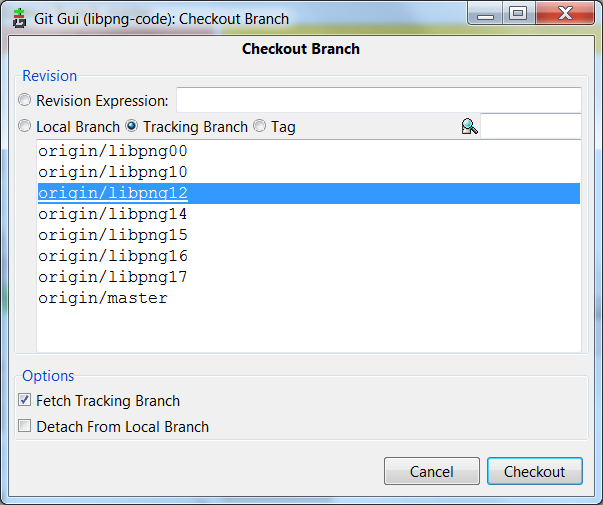 Git Gui (libpng-code): Checkout Branch
Checkout Branch
Revision
Revision Expression:
Local Branch Tracking Branch Tag
origin/libpng00
origin/libpng10
origin/libpng12
origin/libpng14
origin/libpng15
origin/libpng16
origin/libpng17
origin/master
Options
Fetch Tracking Branch
Detach From Local Branch
Cancel Checkout